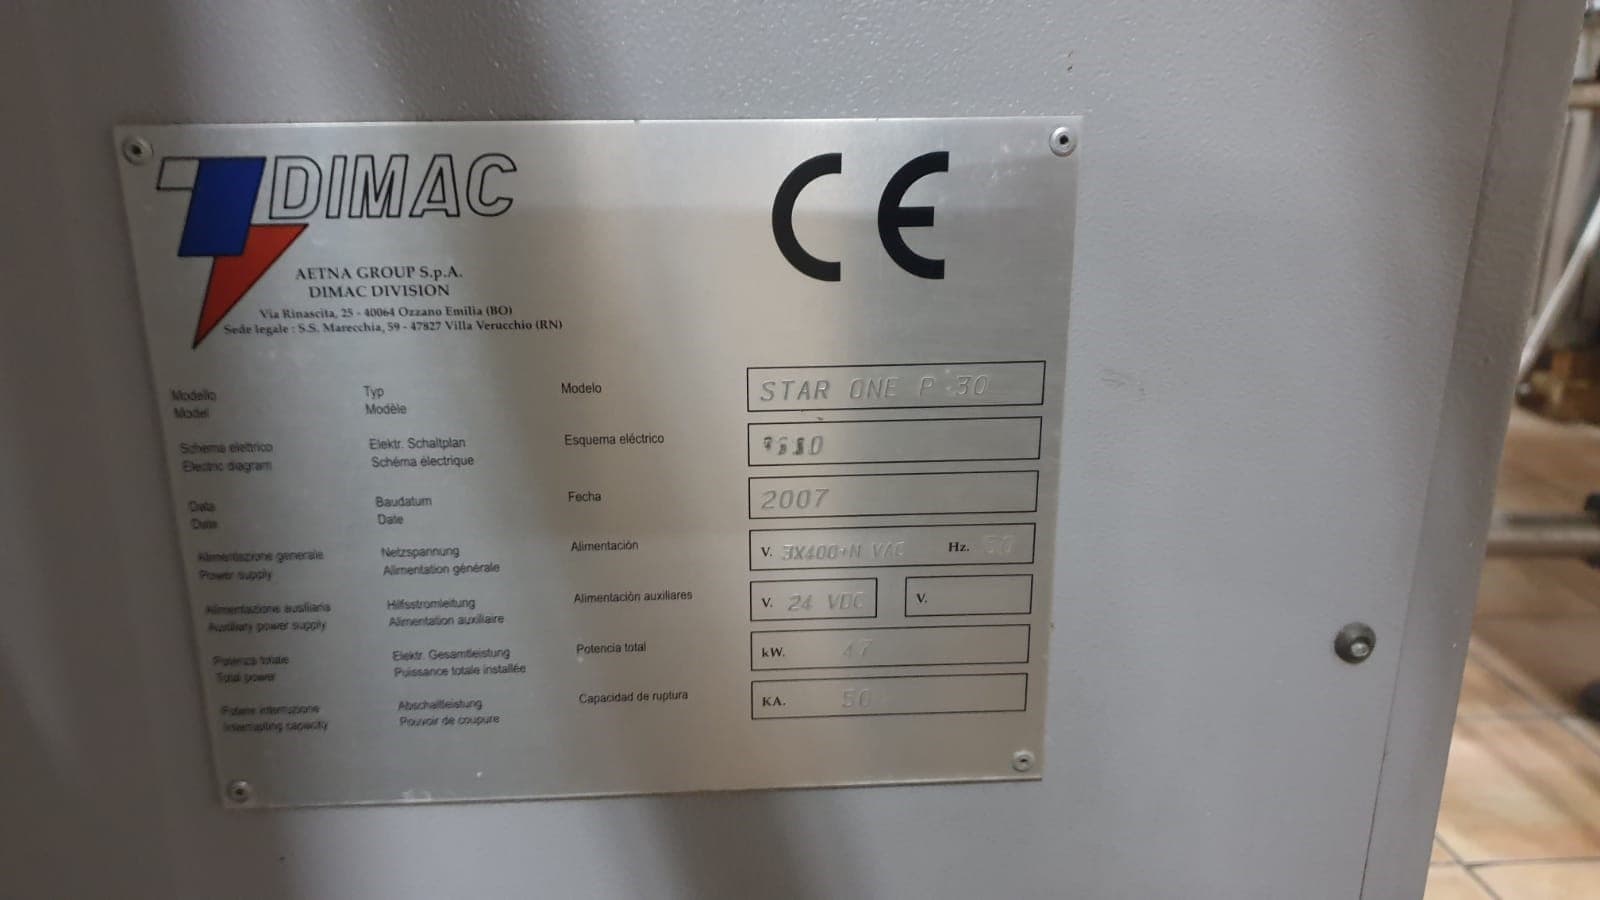 DIMAC
CE
AETNA GROUP S.p.A.
DIMAC DIVISION
Via Rinascita, 25 - 40064 Ozzano Emilia (BO)
Sede legale : S.S. Marecchia, 59 - 47827 Villa Verucchio (RN)
Modello Typ Modelo STAR ONE P 30
Model Modèle
Schema elettrico Elektr. Schaltplan Esquema eléctrico
Electric diagram Schéma électrique
Data Baudatum Fecha 2007
Date Date
Alimentazione generale Netzspannung Alimentación V. 3X400+N VAC Hz. 50
Power supply Alimentation générale
Alimentazione ausiliaria Hilfsstromleitung Alimentación auxiliares V. 24 VDC V.
Auxiliary power supply Alimentation auxiliaire
Potenza totale Elektr. Gesamtleistung Potencia total kW. 47
Total power Puissance totale installée
Potere interruzione Abschaltleistung Capacidad de ruptura KA. 50
Interrupting capacity Pouvoir de coupure